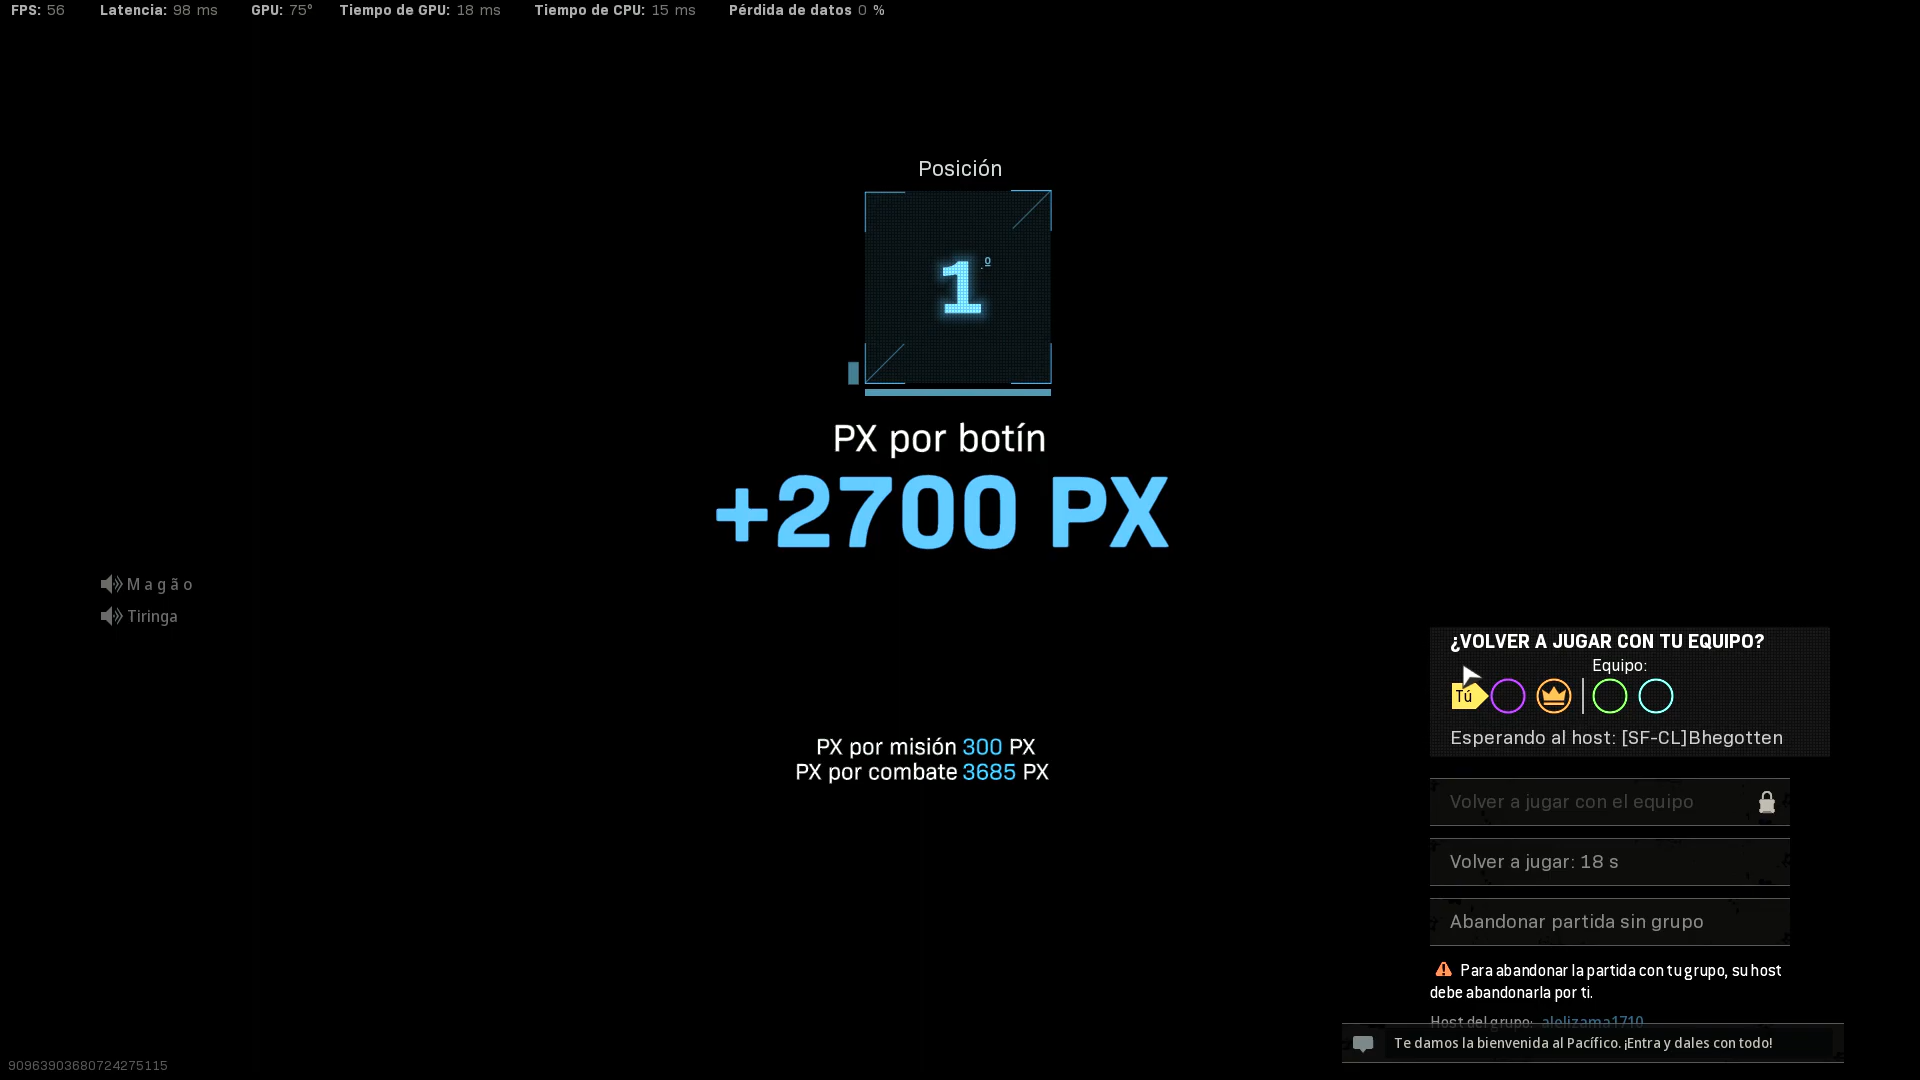 FPS: 56 Latencia: 98 ms GPU: 75° Tiempo de GPU: 18 ms Tiempo de CPU: 15 ms Pérdida de datos 0 %
Posición
1.º
PX por botín
+2700 PX
M a g ã o
Tiringa
PX por misión 300 PX
PX por combate 3685 PX
¿VOLVER A JUGAR CON TU EQUIPO?
Equipo:
Tú
Esperando al host: [SF-CL]Bhegotten
Volver a jugar con el equipo
Volver a jugar: 18 s
Abandonar partida sin grupo
Para abandonar la partida con tu grupo, su host
debe abandonarla por ti.
Host del grupo: alelizama1710
Te damos la bienvenida al Pacífico. ¡Entra y dales con todo!
90963903680724275115